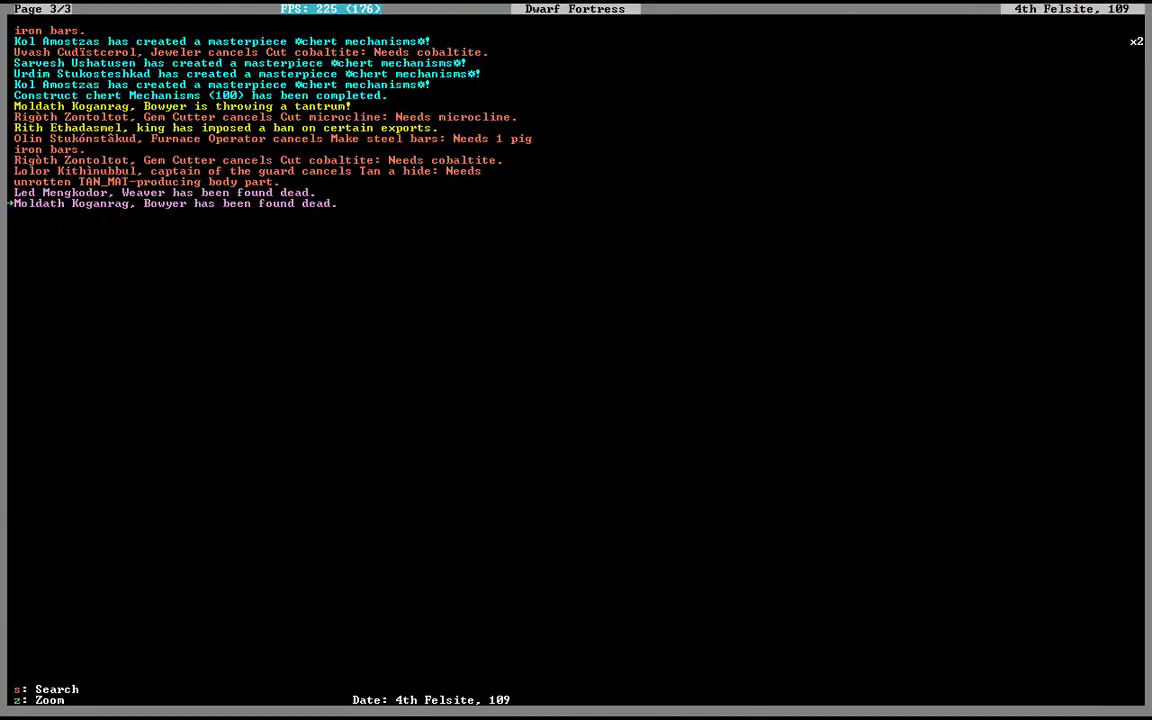 Page 3/3 FPS: 225 (176) Dwarf Fortress 4th Felsite, 109
iron bars.
Kol Amostzas has created a masterpiece ☼chert mechanisms☼! x2
Uvash Cudïstcerol, Jeweler cancels Cut cobaltite: Needs cobaltite.
Sarvesh Ushatusen has created a masterpiece ☼chert mechanisms☼!
Urdim Stukosteshkad has created a masterpiece ☼chert mechanisms☼!
Kol Amostzas has created a masterpiece ☼chert mechanisms☼!
Construct chert Mechanisms (100) has been completed.
Moldath Koganrag, Bowyer is throwing a tantrum!
Rigòth Zontoltot, Gem Cutter cancels Cut microcline: Needs microcline.
Rith Ethadasmel, king has imposed a ban on certain exports.
Olin Stukónstâkud, Furnace Operator cancels Make steel bars: Needs 1 pig
iron bars.
Rigòth Zontoltot, Gem Cutter cancels Cut cobaltite: Needs cobaltite.
Lolor Kithinubbul, captain of the guard cancels Tan a hide: Needs
unrotten TAN_MAT-producing body part.
Led Mengkodor, Weaver has been found dead.
Moldath Koganrag, Bowyer has been found dead.
s: Search
z: Zoom Date: 4th Felsite, 109